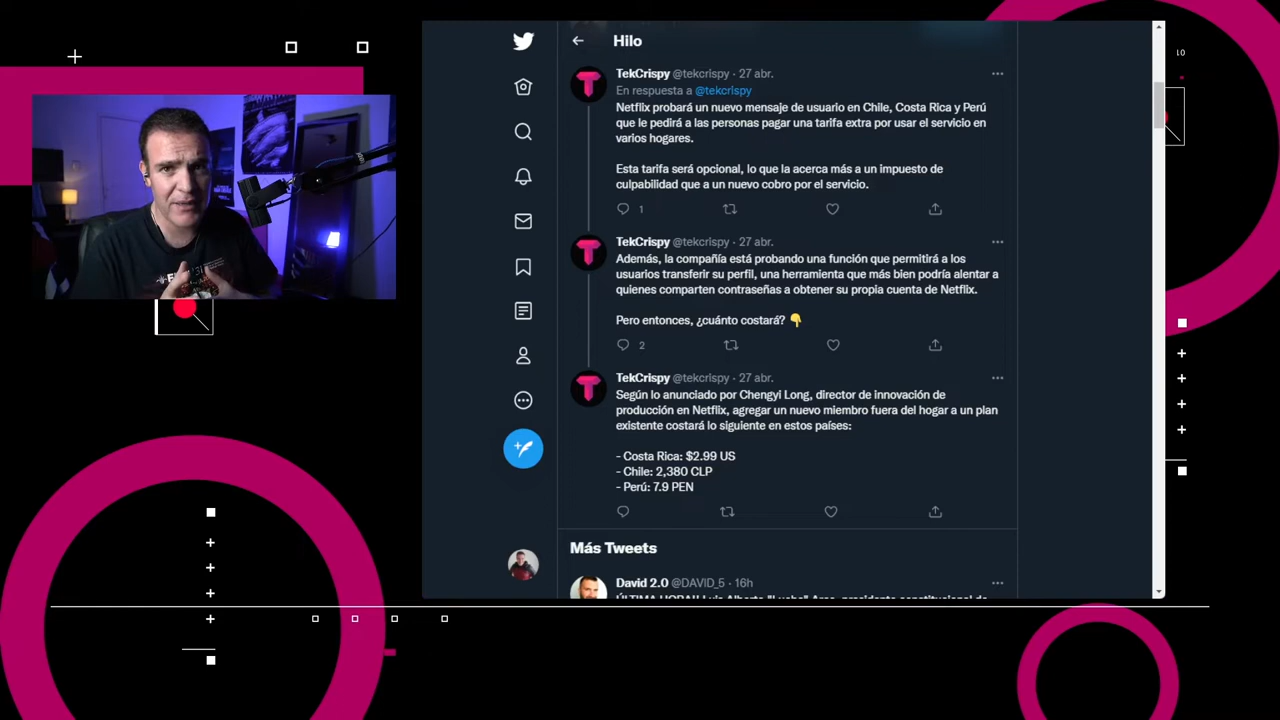 Hilo
TekCrispy @tekcrispy · 27 abr.
En respuesta a @tekcrispy
Netflix probará un nuevo mensaje de usuario en Chile, Costa Rica y Perú
que le pedirá a las personas pagar una tarifa extra por usar el servicio en
varios hogares.
Esta tarifa será opcional, lo que la acerca más a un impuesto de
culpabilidad que a un nuevo cobro por el servicio.
1
TekCrispy @tekcrispy · 27 abr.
Además, la compañía está probando una función que permitirá a los
usuarios transferir su perfil, una herramienta que más bien podría alentar a
quienes comparten contraseñas a obtener su propia cuenta de Netflix.
Pero entonces, ¿cuánto costará? 👇
2
TekCrispy @tekcrispy · 27 abr.
Según lo anunciado por Chengyi Long, director de innovación de
producción en Netflix, agregar un nuevo miembro fuera del hogar a un plan
existente costará lo siguiente en estos países:
- Costa Rica: $2.99 US
- Chile: 2,380 CLP
- Perú: 7.9 PEN
Más Tweets
David 2.0 @DAVID_5 · 16h
10